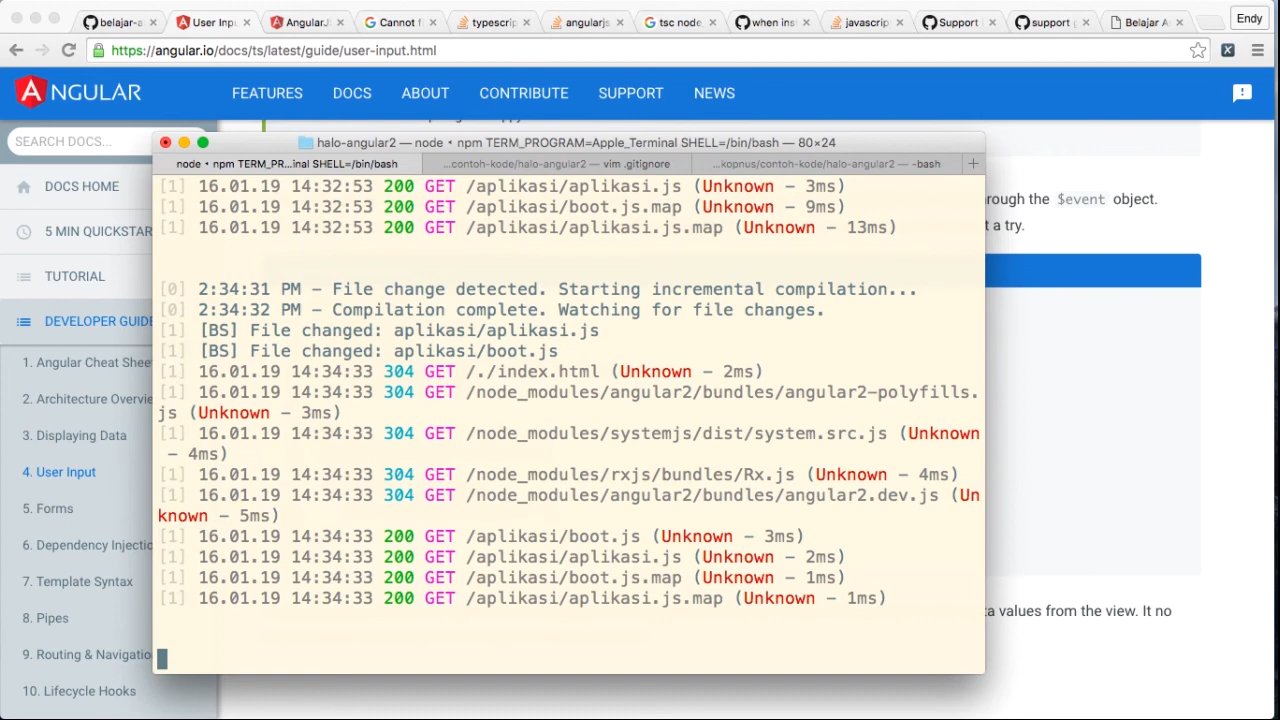 belajar-a
User Inpu
AngularJ
Cannot f
typescrip
angularjs
tsc node
when ins
javascrip
Support
support
Belajar A
Endy
https://angular.io/docs/ts/latest/guide/user-input.html
ANGULAR
FEATURES
DOCS
ABOUT
CONTRIBUTE
SUPPORT
NEWS
SEARCH DOCS...
halo-angular2 — node • npm TERM_PROGRAM=Apple_Terminal SHELL=/bin/bash — 80×24
node • npm TERM_PR...inal SHELL=/bin/bash
...contoh-kode/halo-angular2 — vim .gitignore
...kopnus/contoh-kode/halo-angular2 — -bash
DOCS HOME
5 MIN QUICKSTAR
TUTORIAL
DEVELOPER GUIDE
1. Angular Cheat Shee
2. Architecture Overvie
3. Displaying Data
4. User Input
5. Forms
6. Dependency Injectio
7. Template Syntax
8. Pipes
9. Routing & Navigatio
10. Lifecycle Hooks
[1] 16.01.19 14:32:53 200 GET /aplikasi/aplikasi.js (Unknown - 3ms)
[1] 16.01.19 14:32:53 200 GET /aplikasi/boot.js.map (Unknown - 9ms)
[1] 16.01.19 14:32:53 200 GET /aplikasi/aplikasi.js.map (Unknown - 13ms)
[0] 2:34:31 PM - File change detected. Starting incremental compilation...
[0] 2:34:32 PM - Compilation complete. Watching for file changes.
[1] [BS] File changed: aplikasi/aplikasi.js
[1] [BS] File changed: aplikasi/boot.js
[1] 16.01.19 14:34:33 304 GET /./index.html (Unknown - 2ms)
[1] 16.01.19 14:34:33 304 GET /node_modules/angular2/bundles/angular2-polyfills.
js (Unknown - 3ms)
[1] 16.01.19 14:34:33 304 GET /node_modules/systemjs/dist/system.src.js (Unknown
- 4ms)
[1] 16.01.19 14:34:33 304 GET /node_modules/rxjs/bundles/Rx.js (Unknown - 4ms)
[1] 16.01.19 14:34:33 304 GET /node_modules/angular2/bundles/angular2.dev.js (Un
known - 5ms)
[1] 16.01.19 14:34:33 200 GET /aplikasi/boot.js (Unknown - 3ms)
[1] 16.01.19 14:34:33 200 GET /aplikasi/aplikasi.js (Unknown - 2ms)
[1] 16.01.19 14:34:33 200 GET /aplikasi/boot.js.map (Unknown - 1ms)
[1] 16.01.19 14:34:33 200 GET /aplikasi/aplikasi.js.map (Unknown - 1ms)
rough the $event object.
t a try.
ta values from the view. It no